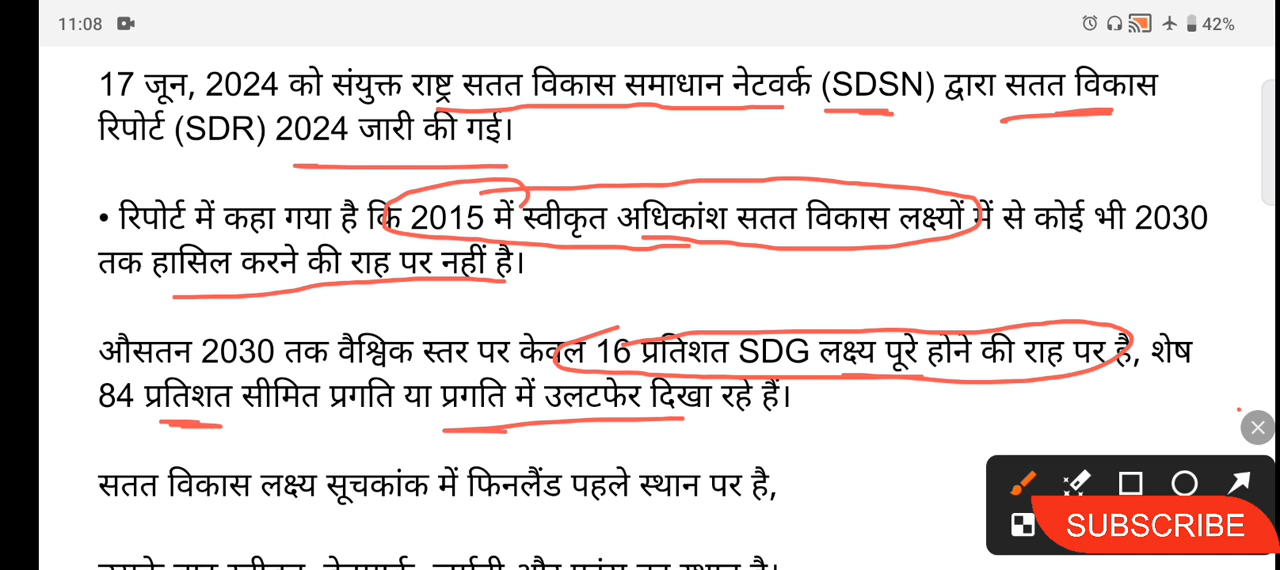 11:08
42%
17 जून, 2024 को संयुक्त राष्ट्र सतत विकास समाधान नेटवर्क (SDSN) द्वारा सतत विकास
रिपोर्ट (SDR) 2024 जारी की गई।
• रिपोर्ट में कहा गया है कि 2015 में स्वीकृत अधिकांश सतत विकास लक्ष्यों में से कोई भी 2030
तक हासिल करने की राह पर नहीं है।
औसतन 2030 तक वैश्विक स्तर पर केवल 16 प्रतिशत SDG लक्ष्य पूरे होने की राह पर है, शेष
84 प्रतिशत सीमित प्रगति या प्रगति में उलटफेर दिखा रहे हैं।
सतत विकास लक्ष्य सूचकांक में फिनलैंड पहले स्थान पर है,
SUBSCRIBE